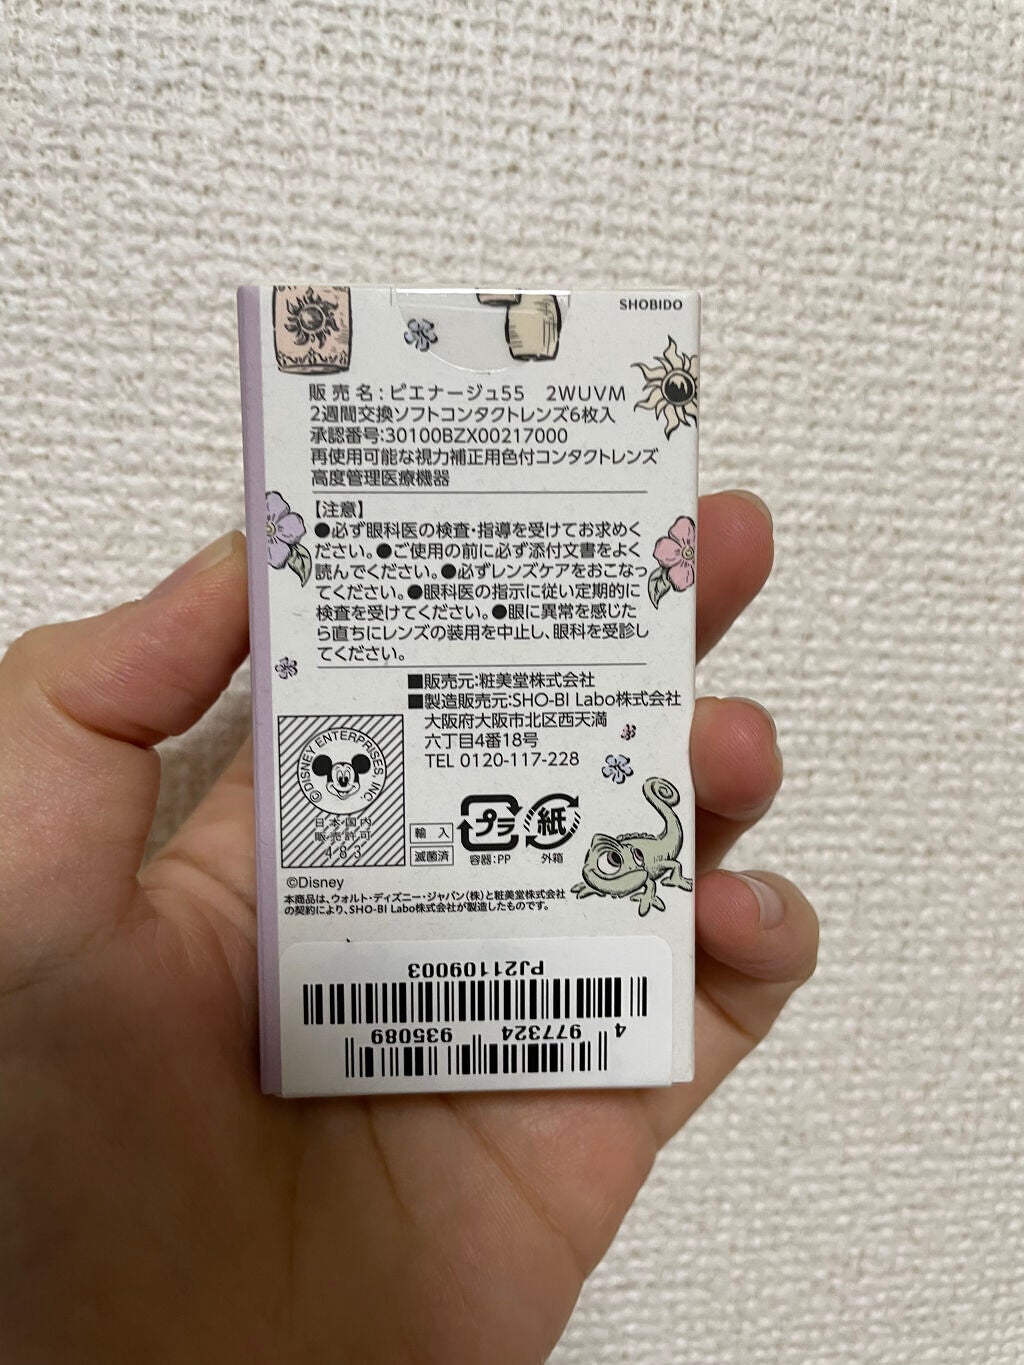 SHOBIDO
販売名:ピエナージュ55 2WUVM
2週間交換ソフトコンタクトレンズ6枚入
承認番号:30100BZX00217000
再使用可能な視力補正用色付コンタクトレンズ
高度管理医療機器
【注意】
●必ず眼科医の検査・指導を受けてお求めく
ださい。●ご使用の前に必ず添付文書をよく
読んでください。●必ずレンズケアをおこなっ
てください。●眼科医の指示に従い定期的に
検査を受けてください。●眼に異常を感じた
ら直ちにレンズの装用を中止し、眼科を受診し
てください。
■販売元:粧美堂株式会社
■製造販売元:SHO-BI Labo株式会社
大阪府大阪市北区西天満
六丁目4番18号
TEL 0120-117-228
©DISNEY ENTERPRISES, INC.
日本国内
販売許可
483
輸入
滅菌済
プラ
容器:PP
紙
外箱
©Disney
本商品は、ウォルト・ディズニー・ジャパン(株)と粧美堂株式会社
の契約により、SHO-BI Labo株式会社が製造したものです。
PJ21109003
4 977324 935089